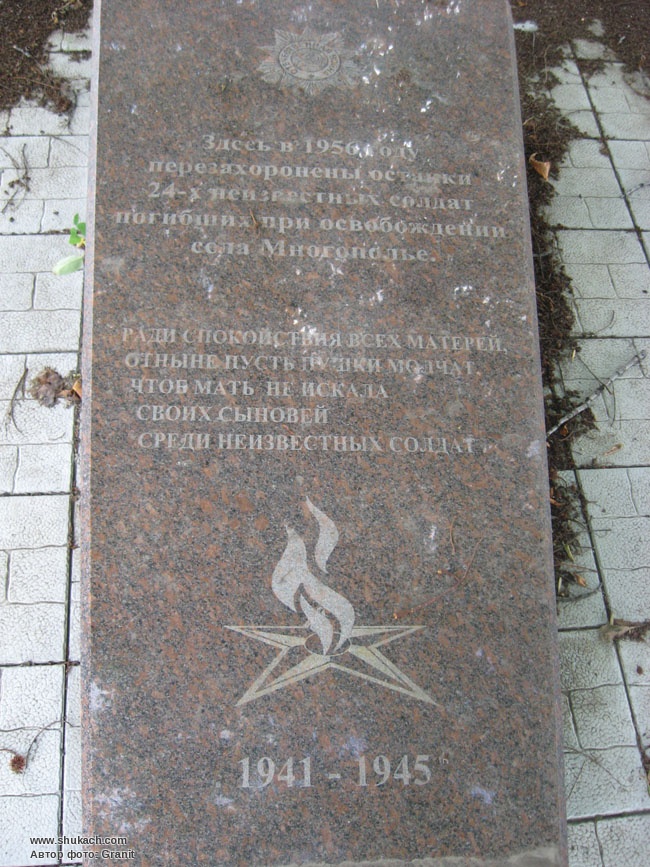 Здесь в 1956 году
перезахоронены останки
24-х неизвестных солдат
погибших при освобождении
села Многополье.
РАДИ СПОКОЙСТВИЯ ВСЕХ МАТЕРЕЙ,
ОТНЫНЕ ПУСТЬ ПУШКИ МОЛЧАТ,
ЧТОБ МАТЬ НЕ ИСКАЛА
СВОИХ СЫНОВЕЙ
СРЕДИ НЕИЗВЕСТНЫХ СОЛДАТ
1941 - 1945
www.shukach.com
Автор фото- Granit